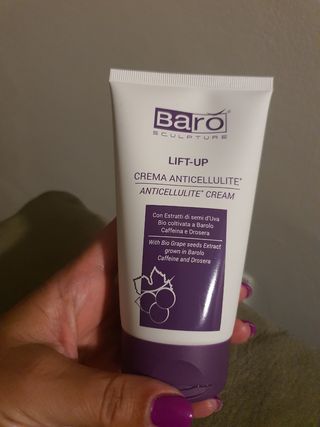 Barò
SCULPTURE
LIFT-UP
CREMA ANTICELLULITE*
ANTICELLULITE* CREAM
Con Estratti di semi d'Uva
Bio coltivata a Barolo
Caffeina e Drosera
With Bio Grape seeds Extract
grown in Barolo
Caffeine and Drosera